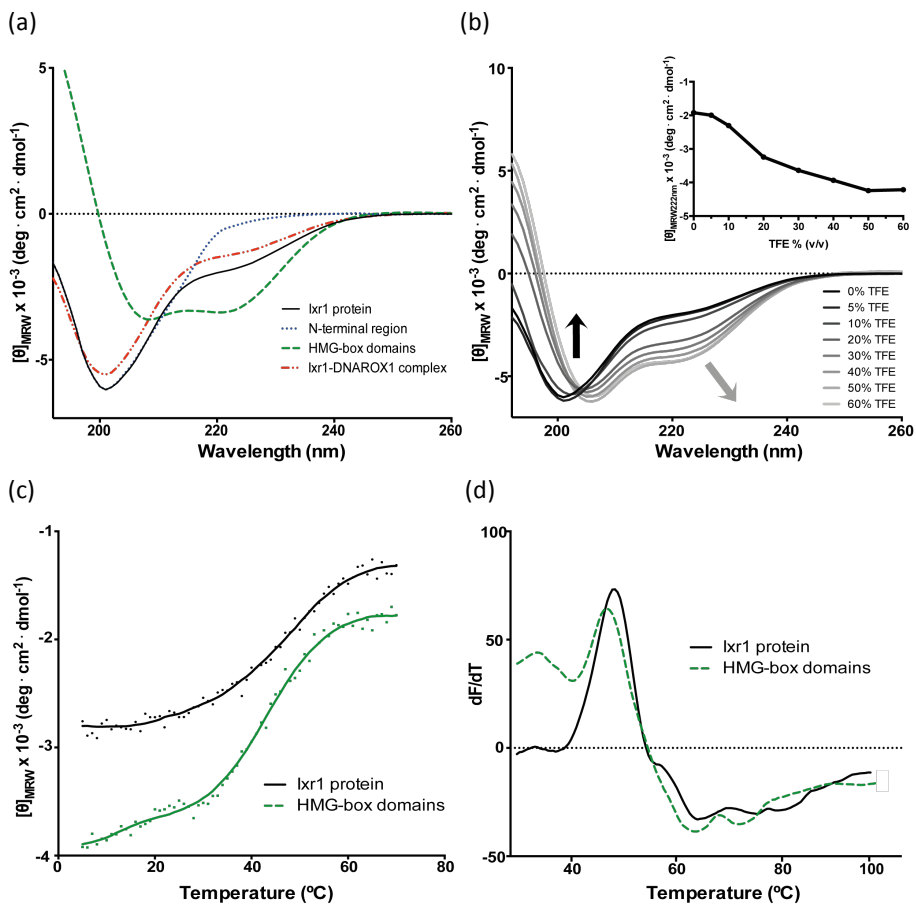 (a)
5
0
-5
200
220
240
260
[θ]MRW x 10-3 (deg · cm2 · dmol-1)
Wavelength (nm)
Ixr1 protein
N-terminal region
HMG-box domains
Ixr1-DNAROX1 complex
(b)
10
5
0
-5
200
220
240
260
[θ]MRW x 10-3 (deg · cm2 · dmol-1)
Wavelength (nm)
-1
-2
-3
-4
-5
0
10
20
30
40
50
60
[θ]MRW222nm x 10-3 (deg · cm2 · dmol-1)
TFE % (v/v)
0% TFE
5% TFE
10% TFE
20% TFE
30% TFE
40% TFE
50% TFE
60% TFE
(c)
-1
-2
-3
-4
0
20
40
60
80
[θ]MRW x 10-3 (deg · cm2 · dmol-1)
Temperature (ºC)
Ixr1 protein
HMG-box domains
(d)
100
50
0
-50
40
60
80
100
dF/dT
Temperature (ºC)
Ixr1 protein
HMG-box domains